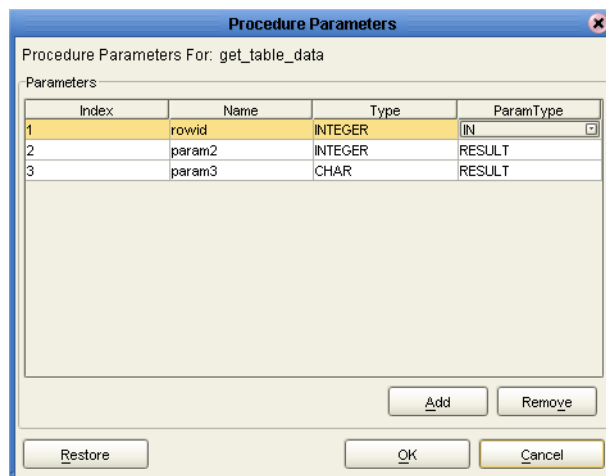 Procedure Parameters
Procedure Parameters For: get_table_data
Parameters
Index Name Type ParamType
1 rowid INTEGER IN
2 param2 INTEGER RESULT
3 param3 CHAR RESULT
Add Remove
Restore OK Cancel